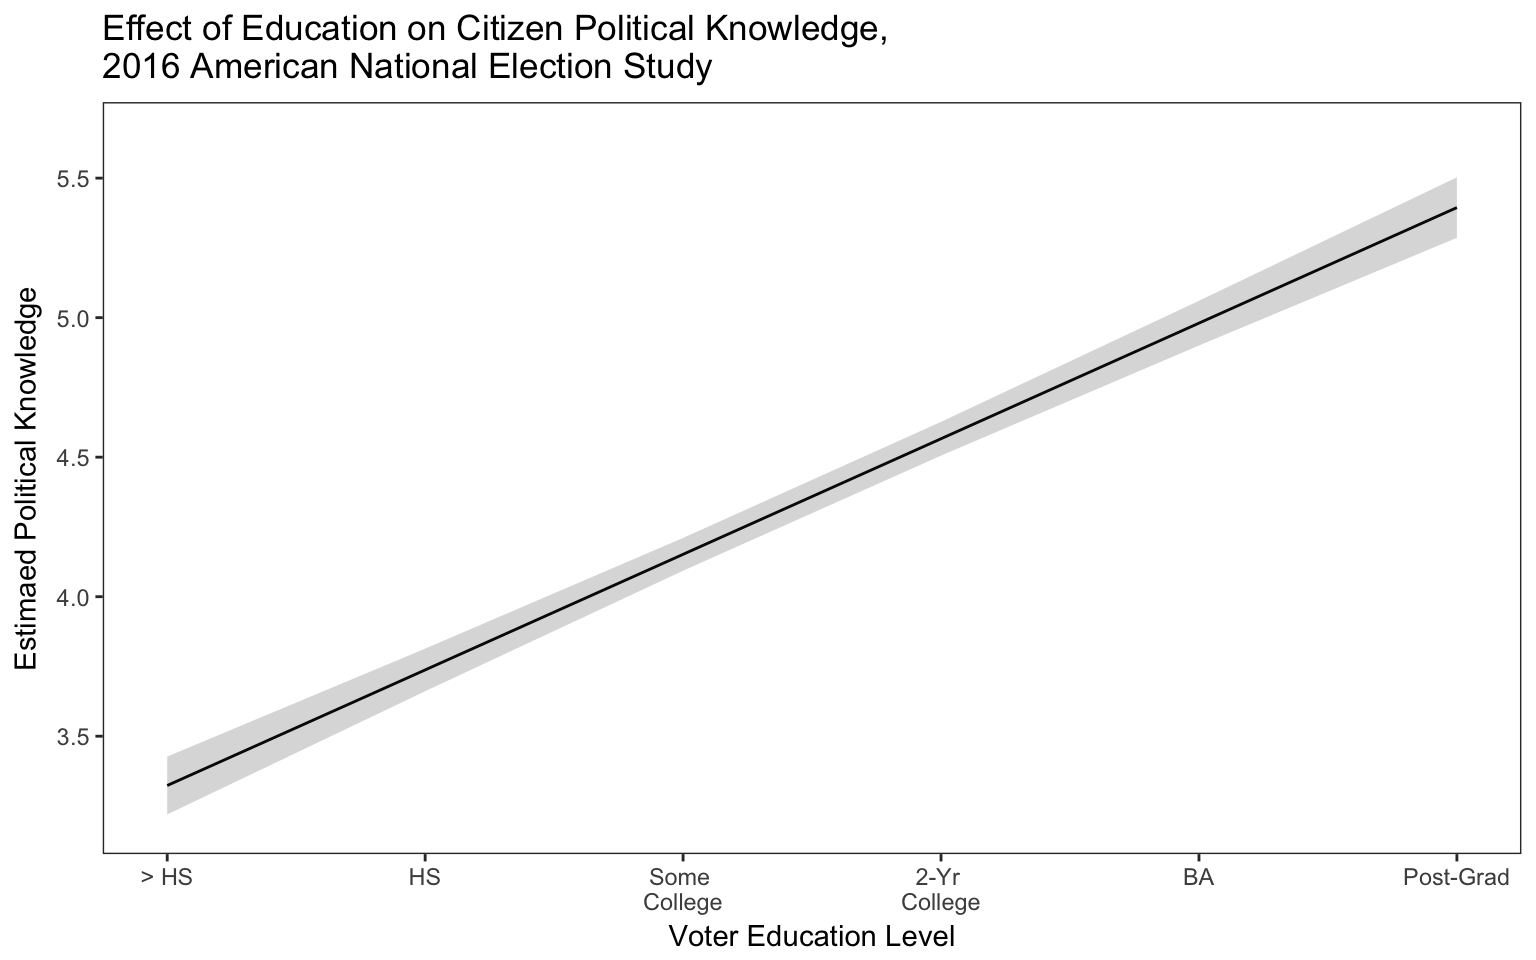 Effect of Education on Citizen Political Knowledge,
2016 American National Election Study
Estimaed Political Knowledge
5.5
5.0
4.5
4.0
3.5
> HS
HS
Some
College
2-Yr
College
BA
Post-Grad
Voter Education Level